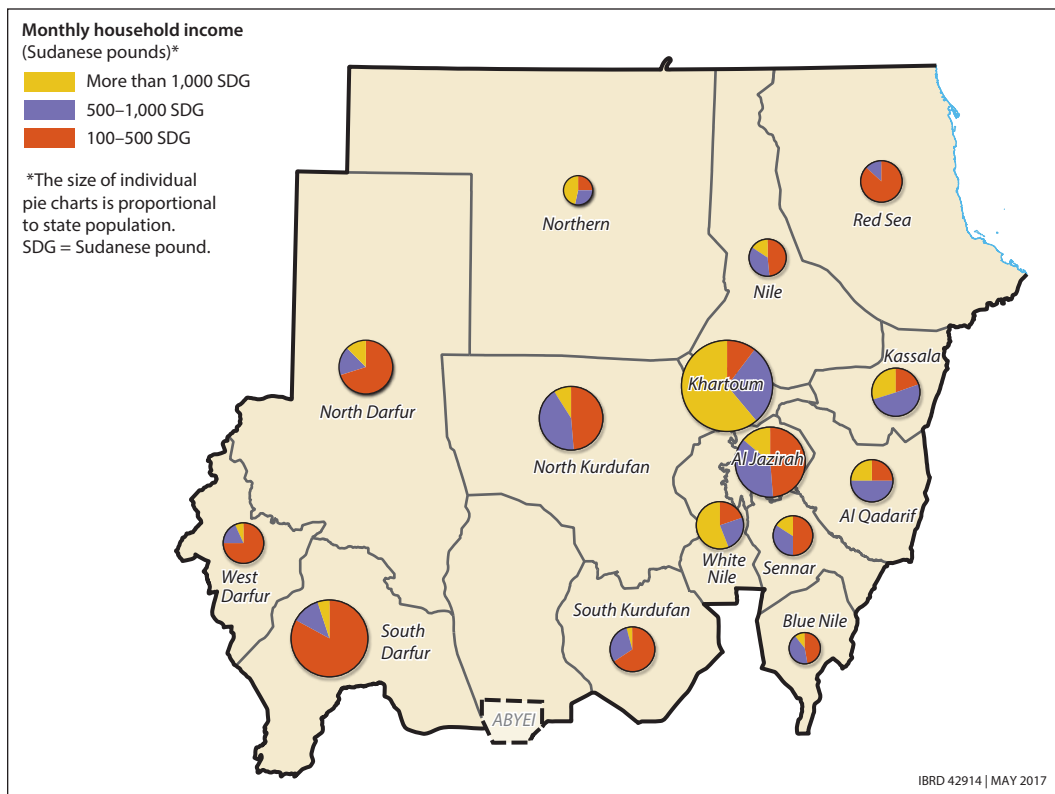 Monthly household income
(Sudanese pounds)*
More than 1,000 SDG
500–1,000 SDG
100–500 SDG
*The size of individual
pie charts is proportional
to state population.
SDG = Sudanese pound.
Northern
Red Sea
Nile
Kassala
Khartoum
North Darfur
North Kurdufan
Al Jazirah
Al Qadarif
White
Nile
Sennar
West
Darfur
South Kurdufan
Blue Nile
South
Darfur
ABYEI
IBRD 42914 | MAY 2017